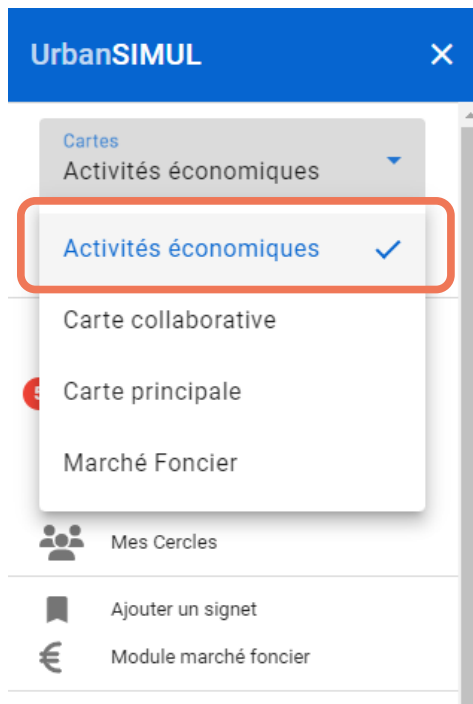 UrbanSIMUL
Cartes
Activités économiques
Activités économiques
Carte collaborative
Carte principale
Marché Foncier
Mes Cercles
Ajouter un signet
Module marché foncier